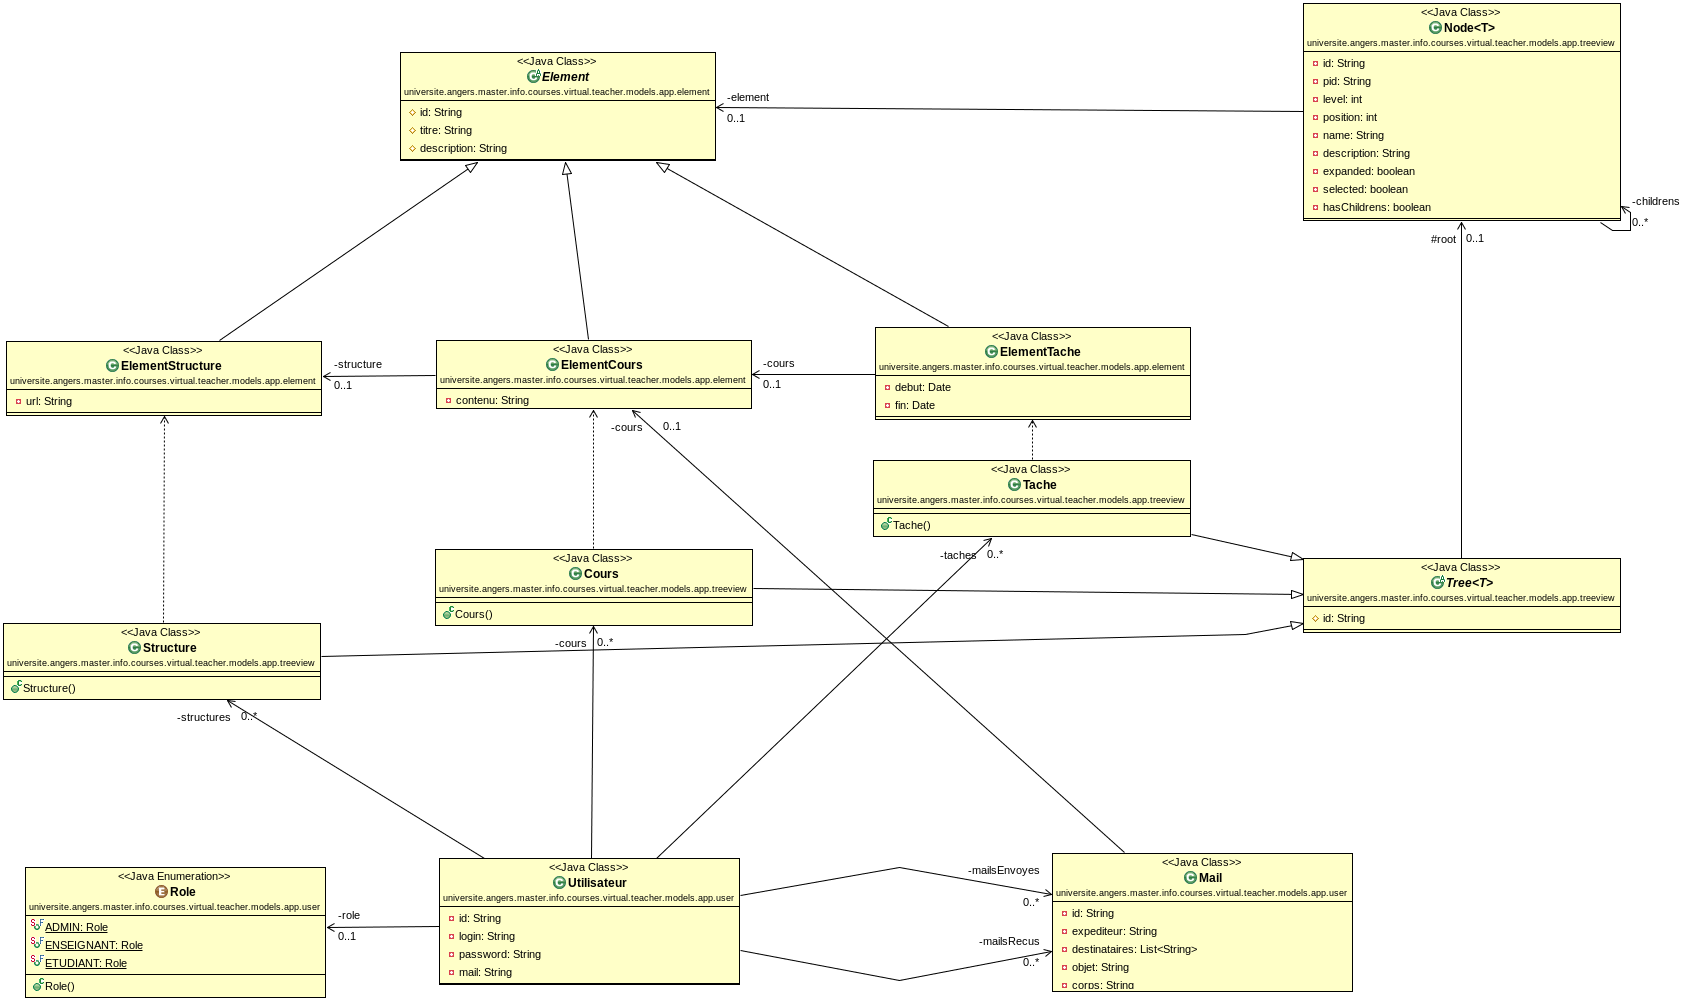 <<Java Class>>
Node<T>
universite.angers.master.info.courses.virtual.teacher.models.app.treeview
id: String
pid: String
level: int
position: int
name: String
description: String
expanded: boolean
selected: boolean
hasChildrens: boolean
-childrens
0..*
#root 0..1
<<Java Class>>
Element
universite.angers.master.info.courses.virtual.teacher.models.app.element
id: String
titre: String
description: String
-element
0..1
<<Java Class>>
ElementStructure
universite.angers.master.info.courses.virtual.teacher.models.app.element
url: String
-structure
0..1
<<Java Class>>
ElementCours
universite.angers.master.info.courses.virtual.teacher.models.app.element
contenu: String
-cours
0..1
<<Java Class>>
ElementTache
universite.angers.master.info.courses.virtual.teacher.models.app.element
debut: Date
fin: Date
-cours 0..1
<<Java Class>>
Tache
universite.angers.master.info.courses.virtual.teacher.models.app.treeview
Tache()
-taches 0..*
<<Java Class>>
Cours
universite.angers.master.info.courses.virtual.teacher.models.app.treeview
Cours()
-cours 0..*
<<Java Class>>
Tree<T>
universite.angers.master.info.courses.virtual.teacher.models.app.treeview
id: String
<<Java Class>>
Structure
universite.angers.master.info.courses.virtual.teacher.models.app.treeview
Structure()
-structures 0..*
<<Java Enumeration>>
Role
universite.angers.master.info.courses.virtual.teacher.models.app.user
ADMIN: Role
ENSEIGNANT: Role
ETUDIANT: Role
Role()
-role
0..1
<<Java Class>>
Utilisateur
universite.angers.master.info.courses.virtual.teacher.models.app.user
id: String
login: String
password: String
mail: String
-mailsEnvoyes
0..*
-mailsRecus
0..*
<<Java Class>>
Mail
universite.angers.master.info.courses.virtual.teacher.models.app.user
id: String
expediteur: String
destinataires: List<String>
objet: String
corps: String